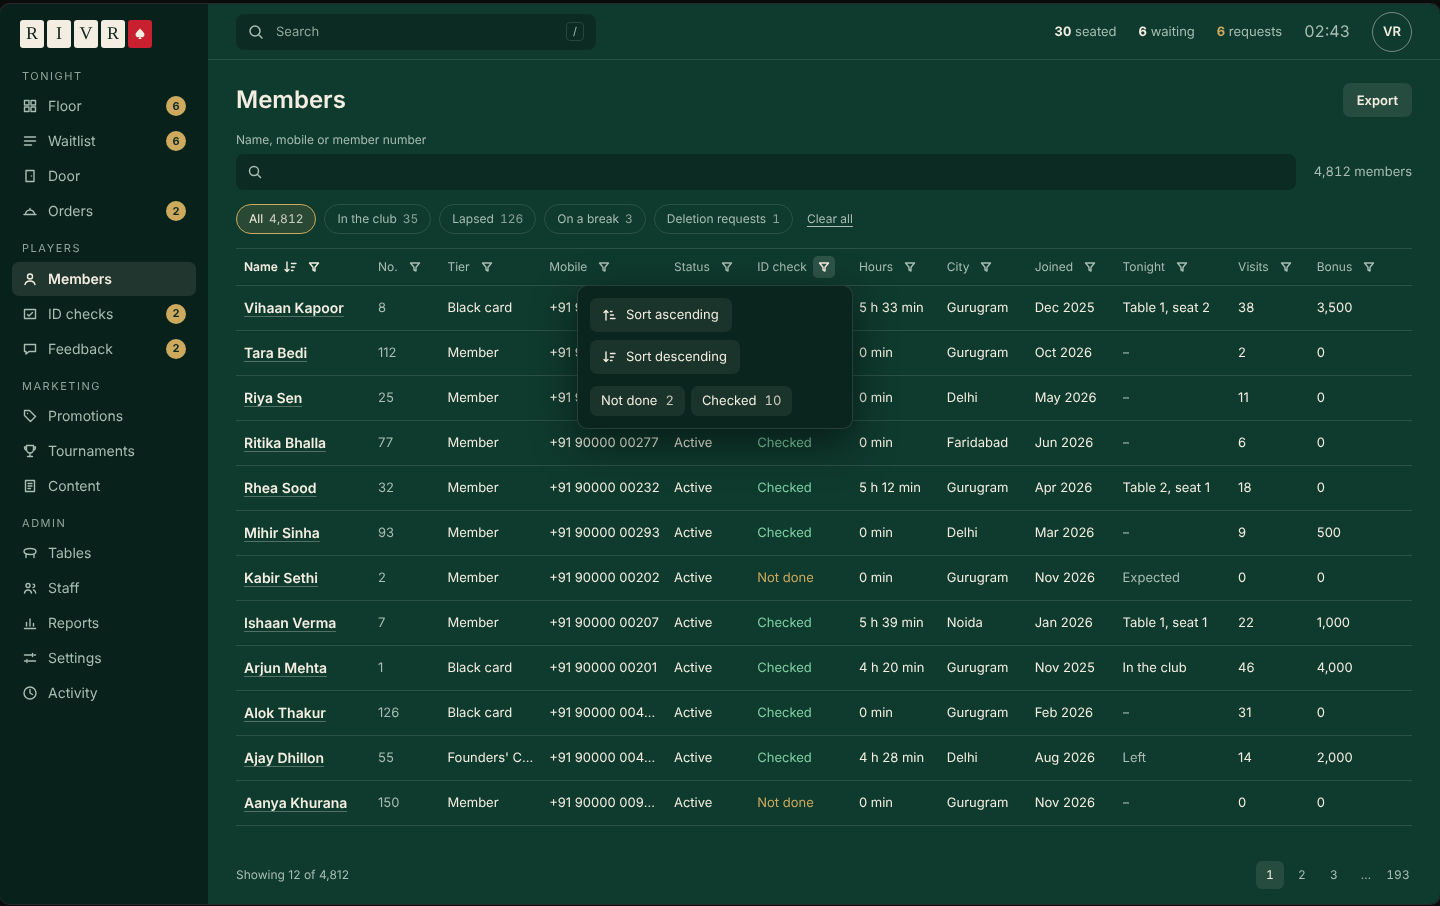 RIVR
Search /
30 seated 6 waiting 6 requests 02:43 VR
TONIGHT
Floor 6
Waitlist 6
Door
Orders 2
PLAYERS
Members
ID checks 2
Feedback 2
MARKETING
Promotions
Tournaments
Content
ADMIN
Tables
Staff
Reports
Settings
Activity
Members
Export
Name, mobile or member number
4,812 members
All 4,812 In the club 35 Lapsed 126 On a break 3 Deletion requests 1 Clear all
Name No. Tier Mobile Status ID check Hours City Joined Tonight Visits Bonus
Vihaan Kapoor 8 Black card +91 5 h 33 min Gurugram Dec 2025 Table 1, seat 2 38 3,500
Tara Bedi 112 Member +91 0 min Gurugram Oct 2026 – 2 0
Riya Sen 25 Member +91 0 min Delhi May 2026 – 11 0
Sort ascending
Sort descending
Not done 2 Checked 10
Ritika Bhalla 77 Member +91 90000 00277 Active Checked 0 min Faridabad Jun 2026 – 6 0
Rhea Sood 32 Member +91 90000 00232 Active Checked 5 h 12 min Gurugram Apr 2026 Table 2, seat 1 18 0
Mihir Sinha 93 Member +91 90000 00293 Active Checked 0 min Delhi Mar 2026 – 9 500
Kabir Sethi 2 Member +91 90000 00202 Active Not done 0 min Gurugram Nov 2026 Expected 0 0
Ishaan Verma 7 Member +91 90000 00207 Active Checked 5 h 39 min Noida Jan 2026 Table 1, seat 1 22 1,000
Arjun Mehta 1 Black card +91 90000 00201 Active Checked 4 h 20 min Gurugram Nov 2025 In the club 46 4,000
Alok Thakur 126 Black card +91 90000 004... Active Checked 0 min Gurugram Feb 2026 – 31 0
Ajay Dhillon 55 Founders' C... +91 90000 004... Active Checked 4 h 28 min Delhi Aug 2026 Left 14 2,000
Aanya Khurana 150 Member +91 90000 009... Active Not done 0 min Gurugram Nov 2026 – 0 0
Showing 12 of 4,812
1 2 3 ... 193